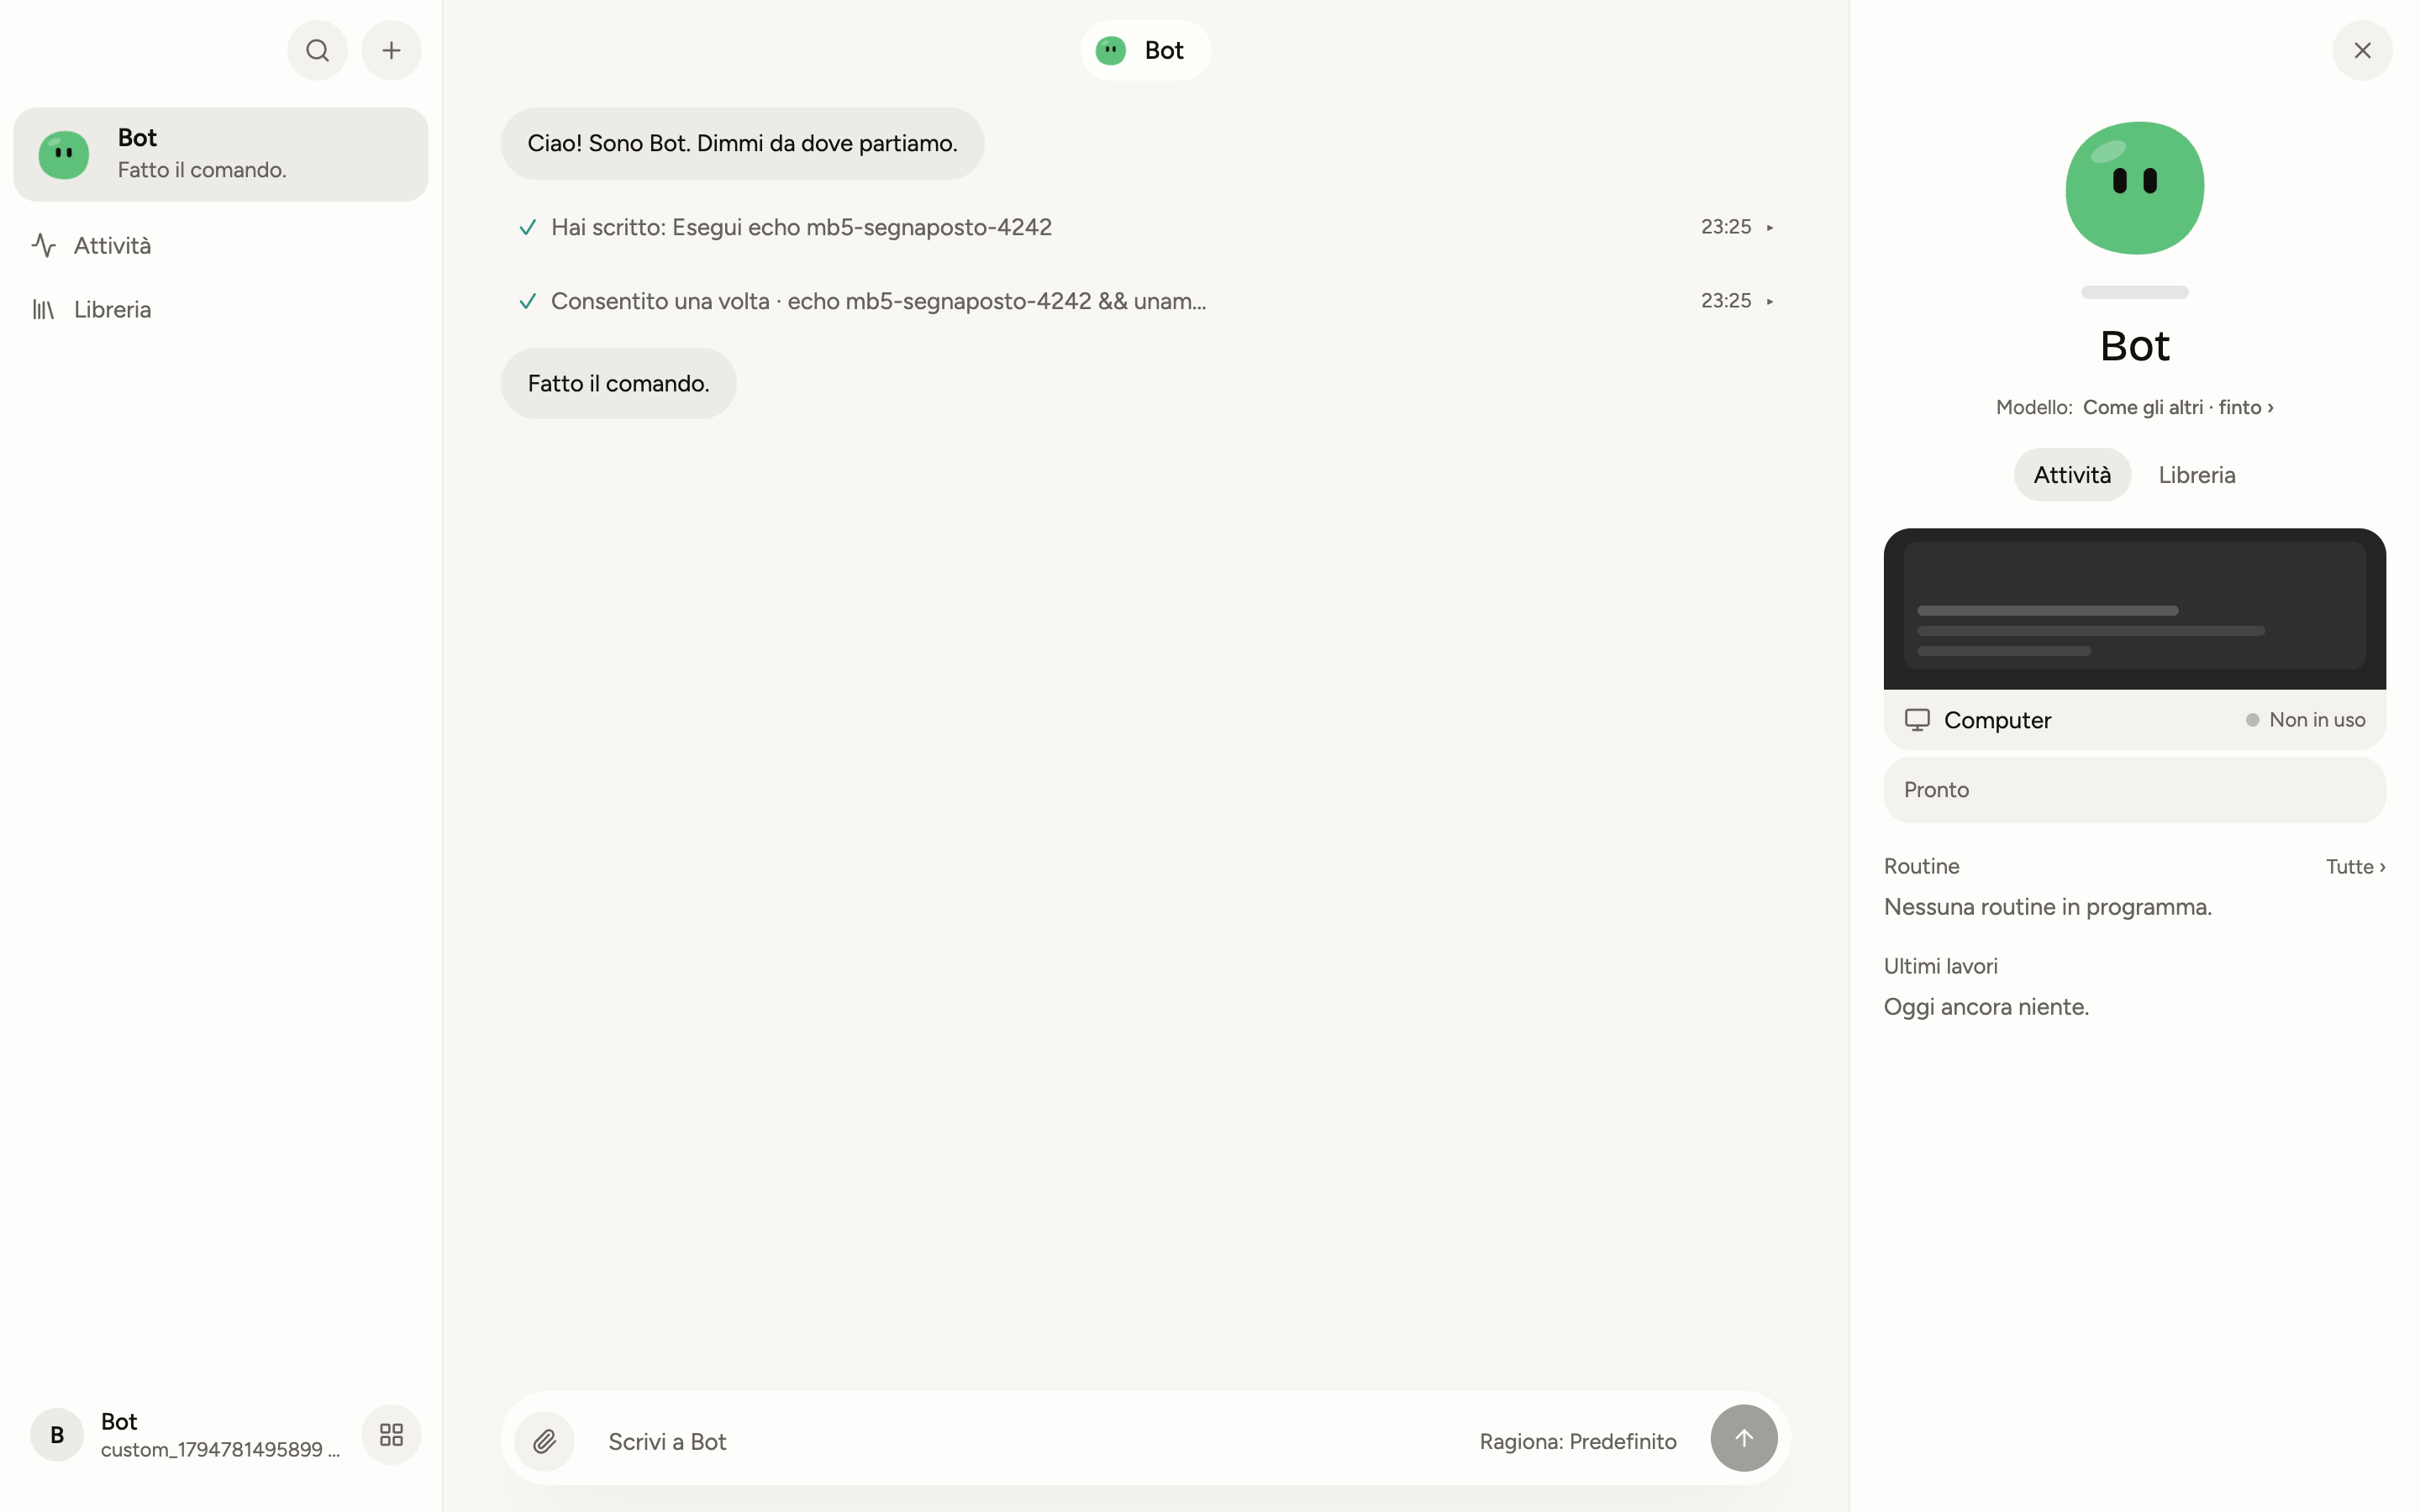 Bot
Fatto il comando.
Attività
Libreria
B
Bot
custom_1794781495899 ...
Bot
Ciao! Sono Bot. Dimmi da dove partiamo.
Hai scritto: Esegui echo mb5-segnaposto-4242
23:25
Consentito una volta · echo mb5-segnaposto-4242 && unam...
23:25
Fatto il comando.
Scrivi a Bot
Ragiona: Predefinito
Bot
Modello: Come gli altri · finto ›
Attività
Libreria
Computer
Non in uso
Pronto
Routine
Tutte ›
Nessuna routine in programma.
Ultimi lavori
Oggi ancora niente.